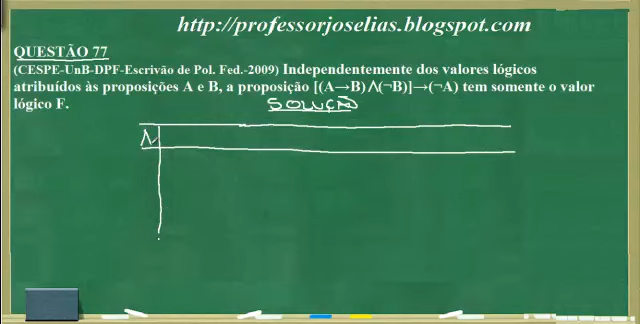 http://professorjoselias.blogspot.com
QUESTÃO 77
(CESPE-UnB-DPF-Escrivão de Pol. Fed.-2009) Independentemente dos valores lógicos
atribuídos às proposições A e B, a proposição [(A→B)∧(¬B)]→(¬A) tem somente o valor
lógico F.
SOLUÇÃO